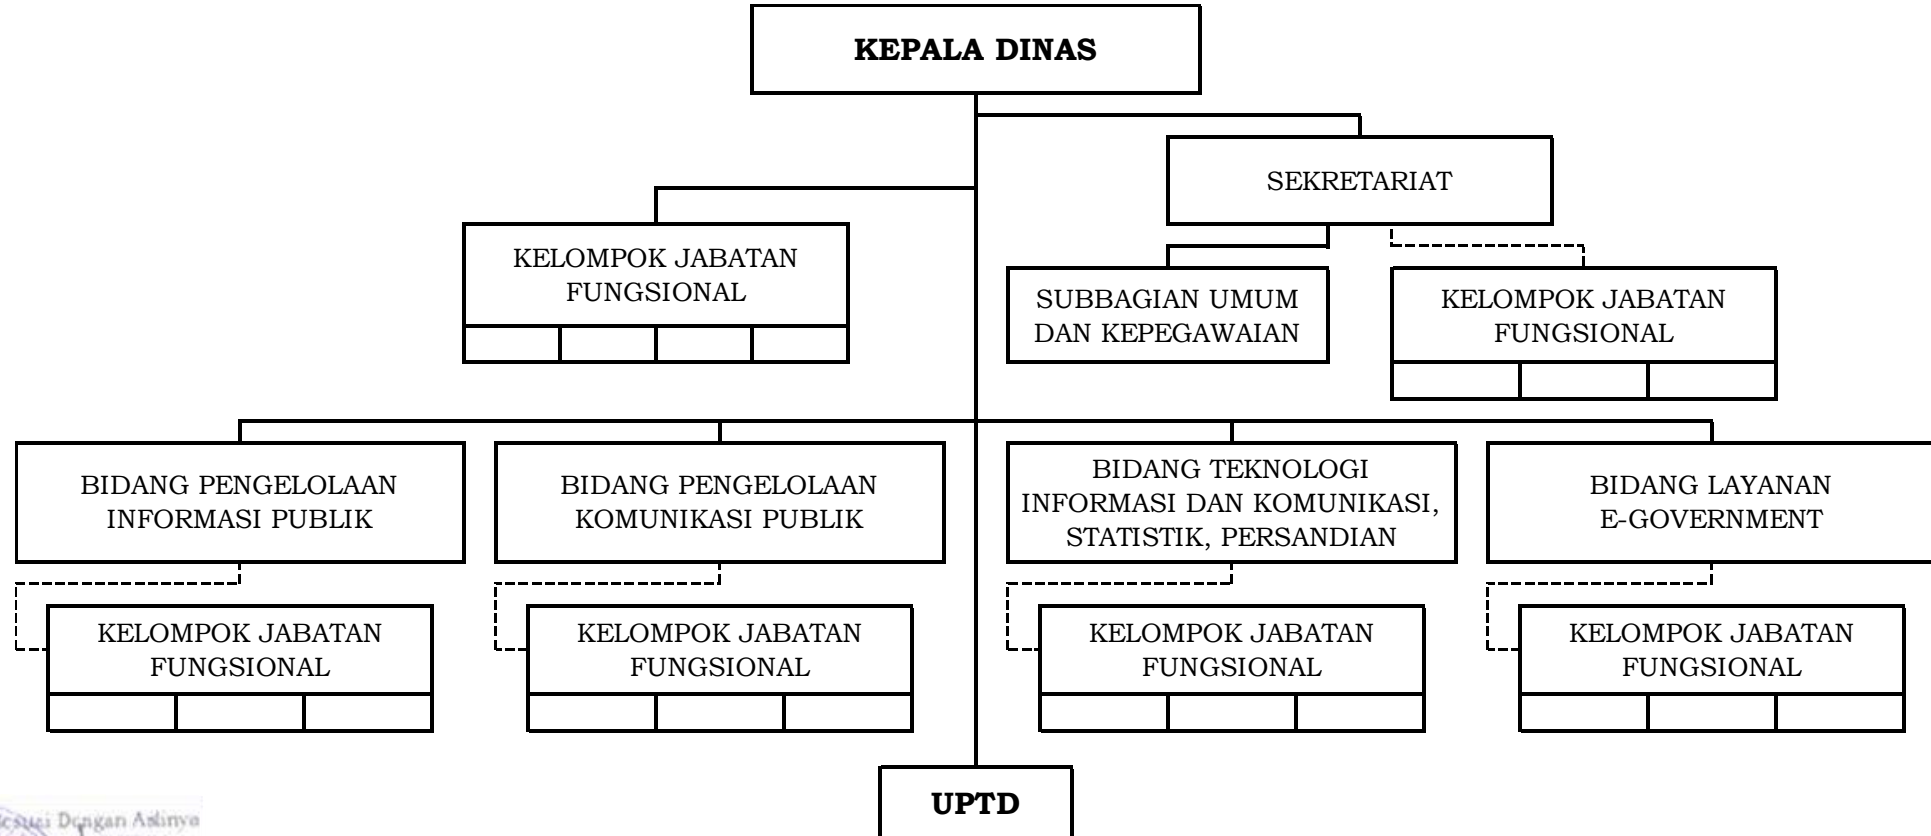 KEPALA DINAS
SEKRETARIAT
KELOMPOK JABATAN
FUNGSIONAL
SUBBAGIAN UMUM
DAN KEPEGAWAIAN
KELOMPOK JABATAN
FUNGSIONAL
BIDANG PENGELOLAAN
INFORMASI PUBLIK
BIDANG PENGELOLAAN
KOMUNIKASI PUBLIK
BIDANG TEKNOLOGI
INFORMASI DAN KOMUNIKASI,
STATISTIK, PERSANDIAN
BIDANG LAYANAN
E-GOVERNMENT
KELOMPOK JABATAN
FUNGSIONAL
KELOMPOK JABATAN
FUNGSIONAL
KELOMPOK JABATAN
FUNGSIONAL
KELOMPOK JABATAN
FUNGSIONAL
UPTD
Dengan Aslinya